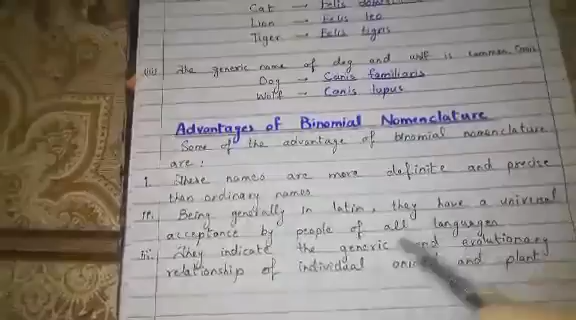 Cat → Felis
Lion → Felis leo
Tiger → Felis tigris
(iii) The generic name of dog and wolf is common Canis
Dog → Canis familiaris
Wolf → Canis lupus
Advantages of Binomial Nomenclature
Some of the advantage of binomial nomenclature
are:
i. These names are more definite and precise
than ordinary names
ii. Being generally in latin, they have a universal
acceptance by people of all languages
iii. They indicate the generic and evolutionary
relationship of individual and plant